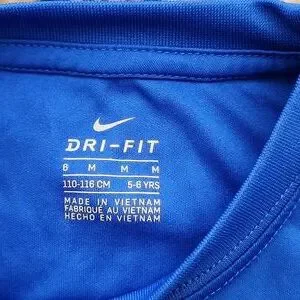 DRI-FIT
B M M M
110-116 CM 5-6 YRS
MADE IN VIETNAM
FABRIQUÉ AU VIETNAM
HECHO EN VIETNAM